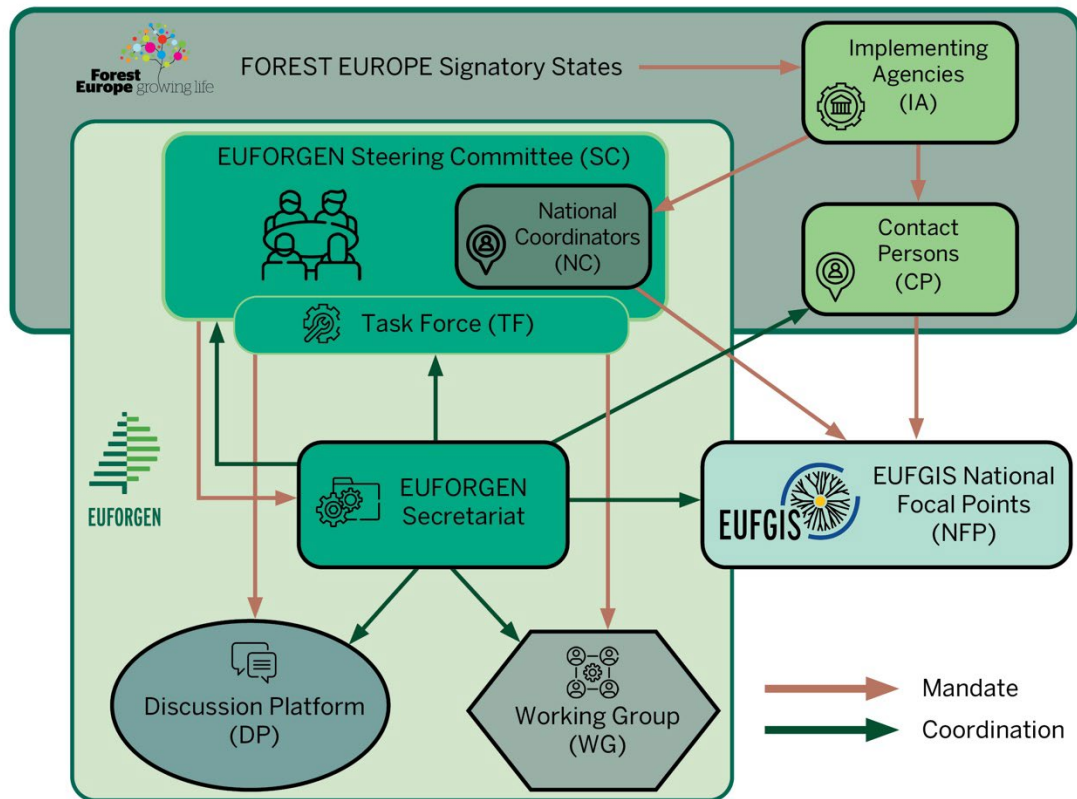 Forest
Europe growing life
FOREST EUROPE Signatory States
Implementing
Agencies
(IA)
EUFORGEN Steering Committee (SC)
National
Coordinators
(NC)
Contact
Persons
(CP)
Task Force (TF)
EUFORGEN
EUFORGEN
Secretariat
EUFGIS
EUFGIS National
Focal Points
(NFP)
Discussion Platform
(DP)
Working Group
(WG)
Mandate
Coordination